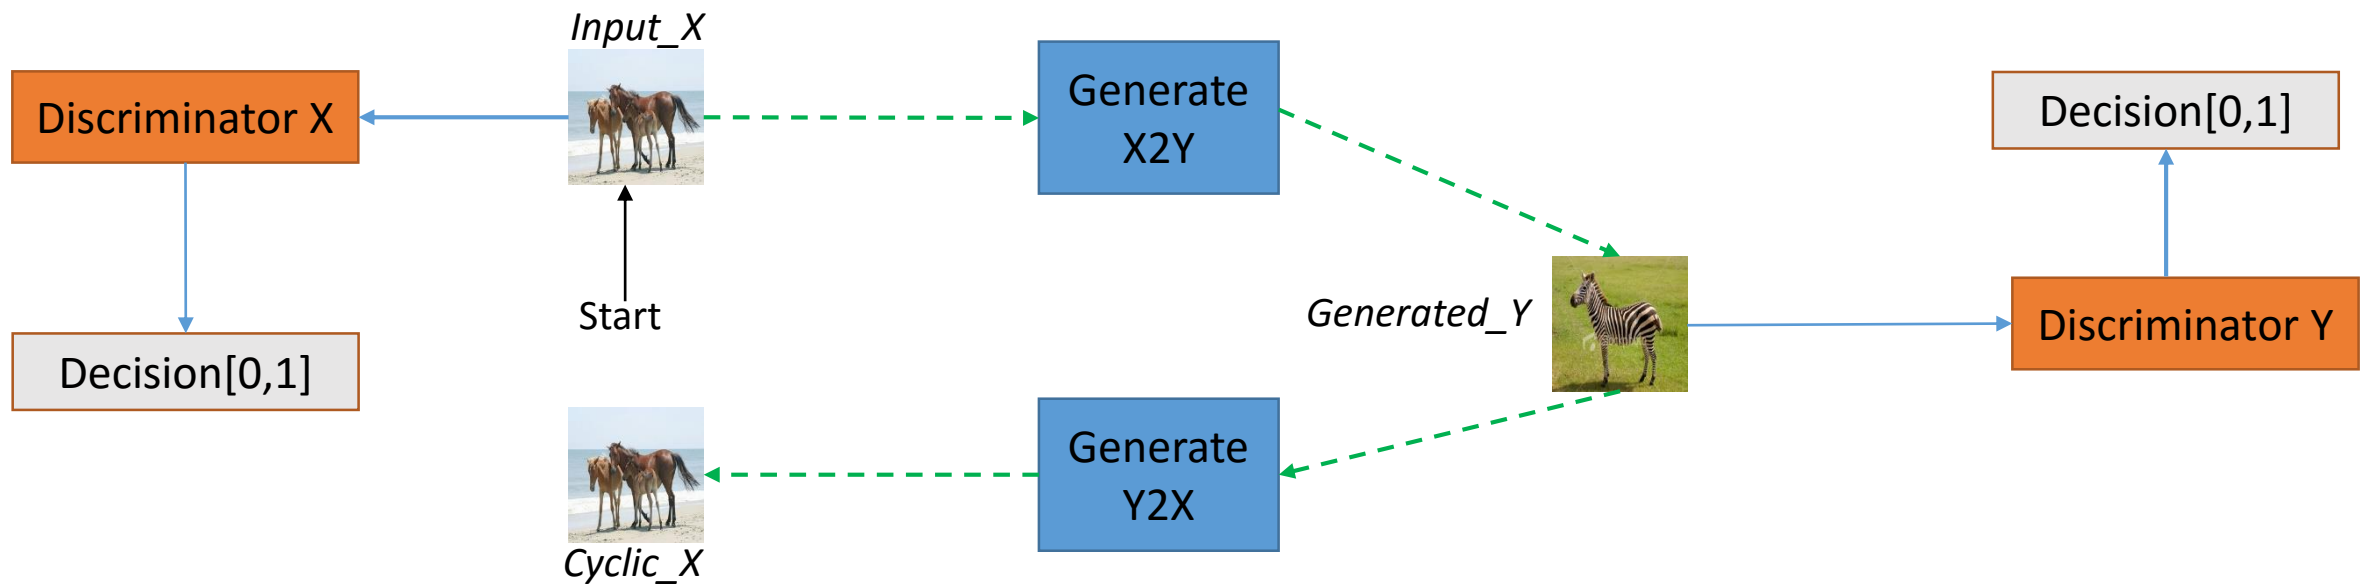 Input_X
Discriminator X
Generate
X2Y
Decision[0,1]
Start
Generated_Y
Discriminator Y
Decision[0,1]
Generate
Y2X
Cyclic_X